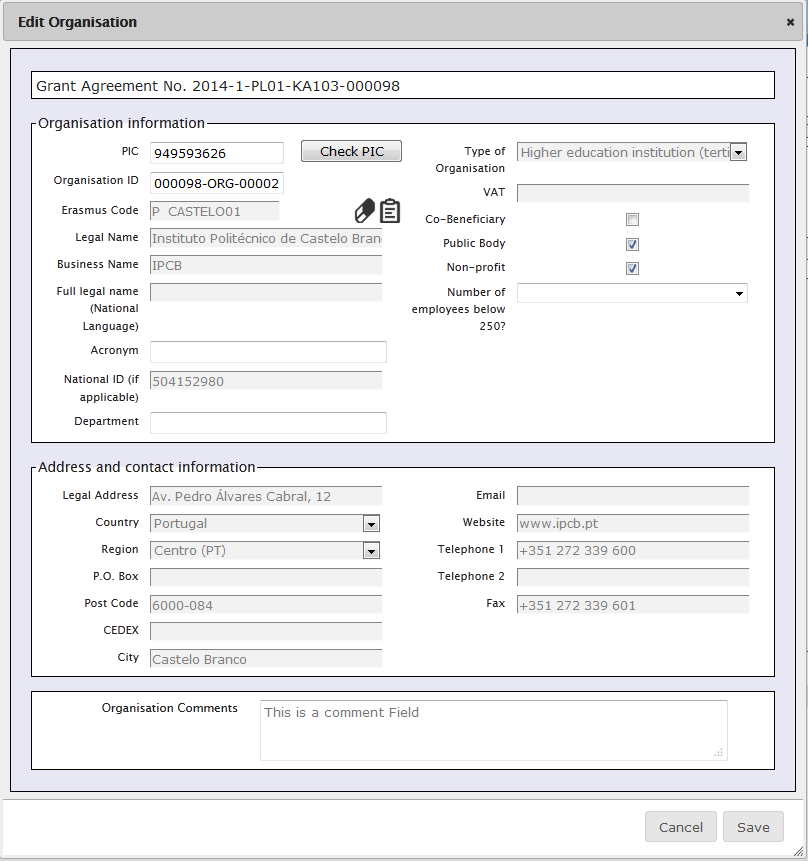 Edit Organisation
Grant Agreement No. 2014-1-PL01-KA103-000098
Organisation information
PIC
949593626
Check PIC
Organisation ID
000098-ORG-00002
Erasmus Code
P CASTELO01
Legal Name
Instituto Politécnico de Castelo Bran
Business Name
IPCB
Full legal name
(National
Language)
Acronym
National ID (if
applicable)
504152980
Department
Type of
Organisation
Higher education institution (terti
VAT
Co-Beneficiary
Public Body
Non-profit
Number of
employees below
250?
Address and contact information
Legal Address
Av. Pedro Álvares Cabral, 12
Country
Portugal
Region
Centro (PT)
P.O. Box
Post Code
6000-084
CEDEX
City
Castelo Branco
Email
Website
www.ipcb.pt
Telephone 1
+351 272 339 600
Telephone 2
Fax
+351 272 339 601
Organisation Comments
This is a comment Field
Cancel
Save